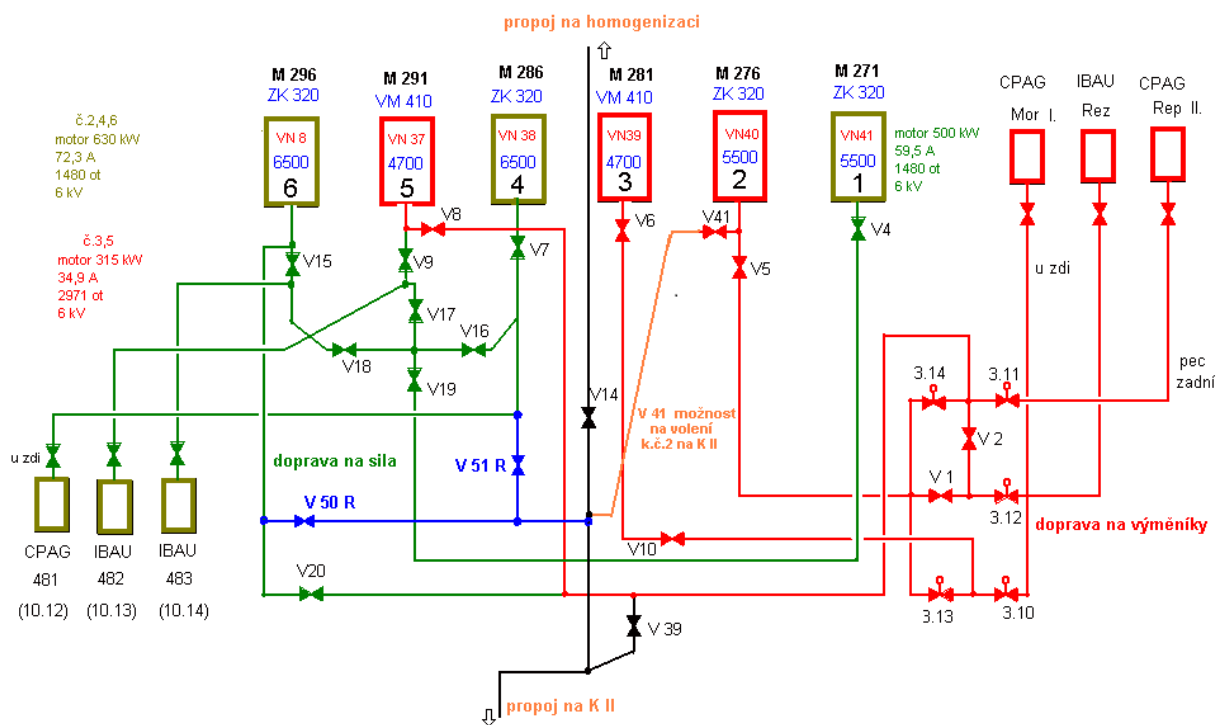 propoj na homogenizaci
M 296
ZK 320
M 291
VM 410
M 286
ZK 320
M 281
VM 410
M 276
ZK 320
M 271
ZK 320
CPAG
Mor I.
IBAU
Rez
CPAG
Rep II.
č.2,4,6
motor 630 kW
72,3 A
1480 ot
6 kV
VN 8
6500
6
VN 37
4700
5
VN 38
6500
4
VN39
4700
3
VN40
5500
2
VN41
5500
1
motor 500 kW
59,5 A
1480 ot
6 kV
č.3,5
motor 315 kW
34,9 A
2971 ot
6 kV
V8
V6
V41
V4
V15
V9
V7
V5
u zdi
V17
V16
V18
V19
V14
3.14
3.11
pec
zadní
V 41 možnost
na volení
k.č.2 na K II
V 2
u zdi
doprava na sila
V 51 R
V 1
V 50 R
3.12
doprava na výměníky
CPAG
481
(10.12)
IBAU
482
(10.13)
IBAU
483
(10.14)
V10
V20
3.13
3.10
V 39
propoj na K II